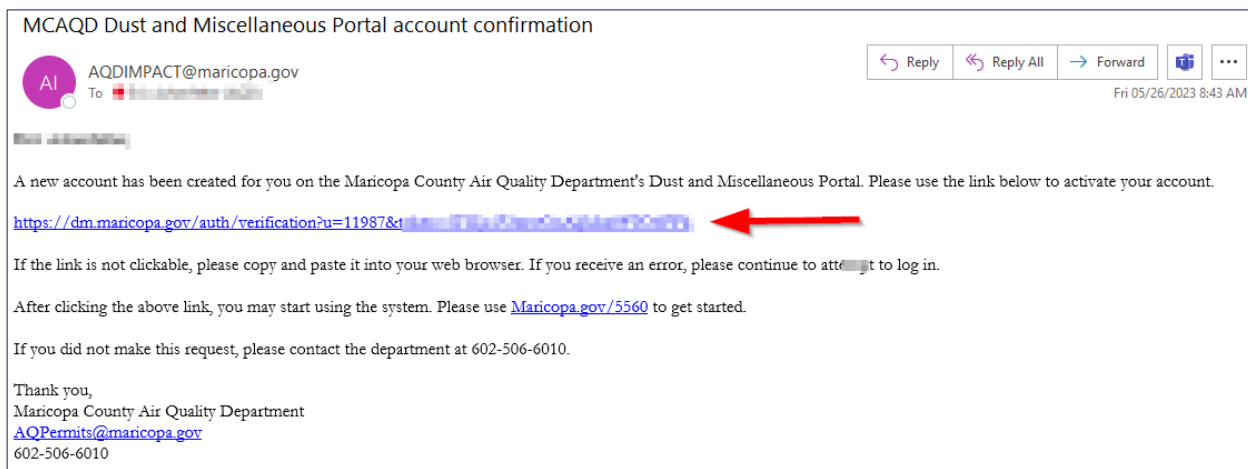 MCAQD Dust and Miscellaneous Portal account confirmation
AI
AQDIMPACT@maricopa.gov
To
Reply
Reply All
Forward
Fri 05/26/2023 8:43 AM
A new account has been created for you on the Maricopa County Air Quality Department's Dust and Miscellaneous Portal. Please use the link below to activate your account.
https://dm.maricopa.gov/auth/verification?u=11987&t
If the link is not clickable, please copy and paste it into your web browser. If you receive an error, please continue to to log in.
After clicking the above link, you may start using the system. Please use Maricopa.gov/5560 to get started.
If you did not make this request, please contact the department at 602-506-6010.
Thank you,
Maricopa County Air Quality Department
AQPermits@maricopa.gov
602-506-6010